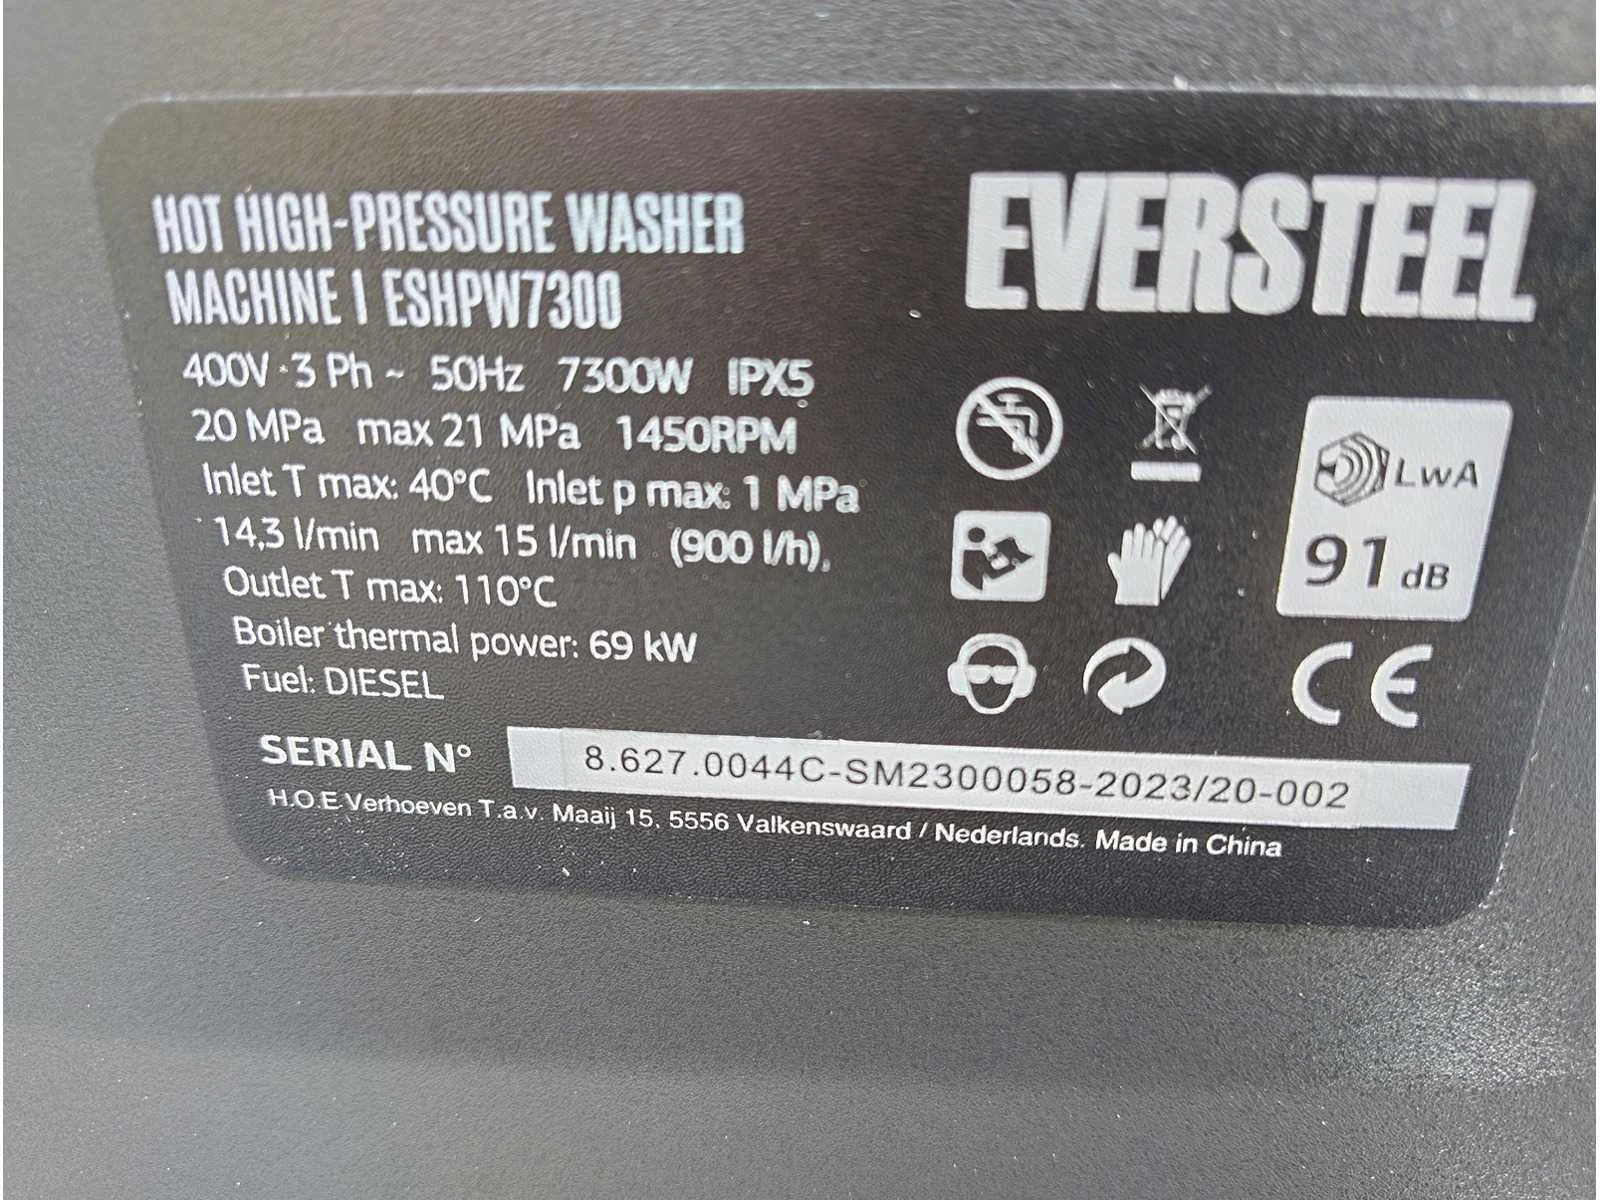 HOT HIGH-PRESSURE WASHER
MACHINE | ESHPW7300
EVERSTEEL
400V ·3 Ph ~ 50Hz 7300W IPX5
20 MPa max 21 MPa 1450RPM
Inlet T max: 40°C Inlet p max: 1 MPa
14,3 l/min max 15 l/min (900 l/h),
Outlet T max: 110°C
Boiler thermal power: 69 kW
Fuel: DIESEL
LwA
91 dB
CE
SERIAL N° 8.627.0044C-SM2300058-2023/20-002
H.O.E Verhoeven T.a.v. Maaij 15, 5556 Valkenswaard / Nederlands. Made in China